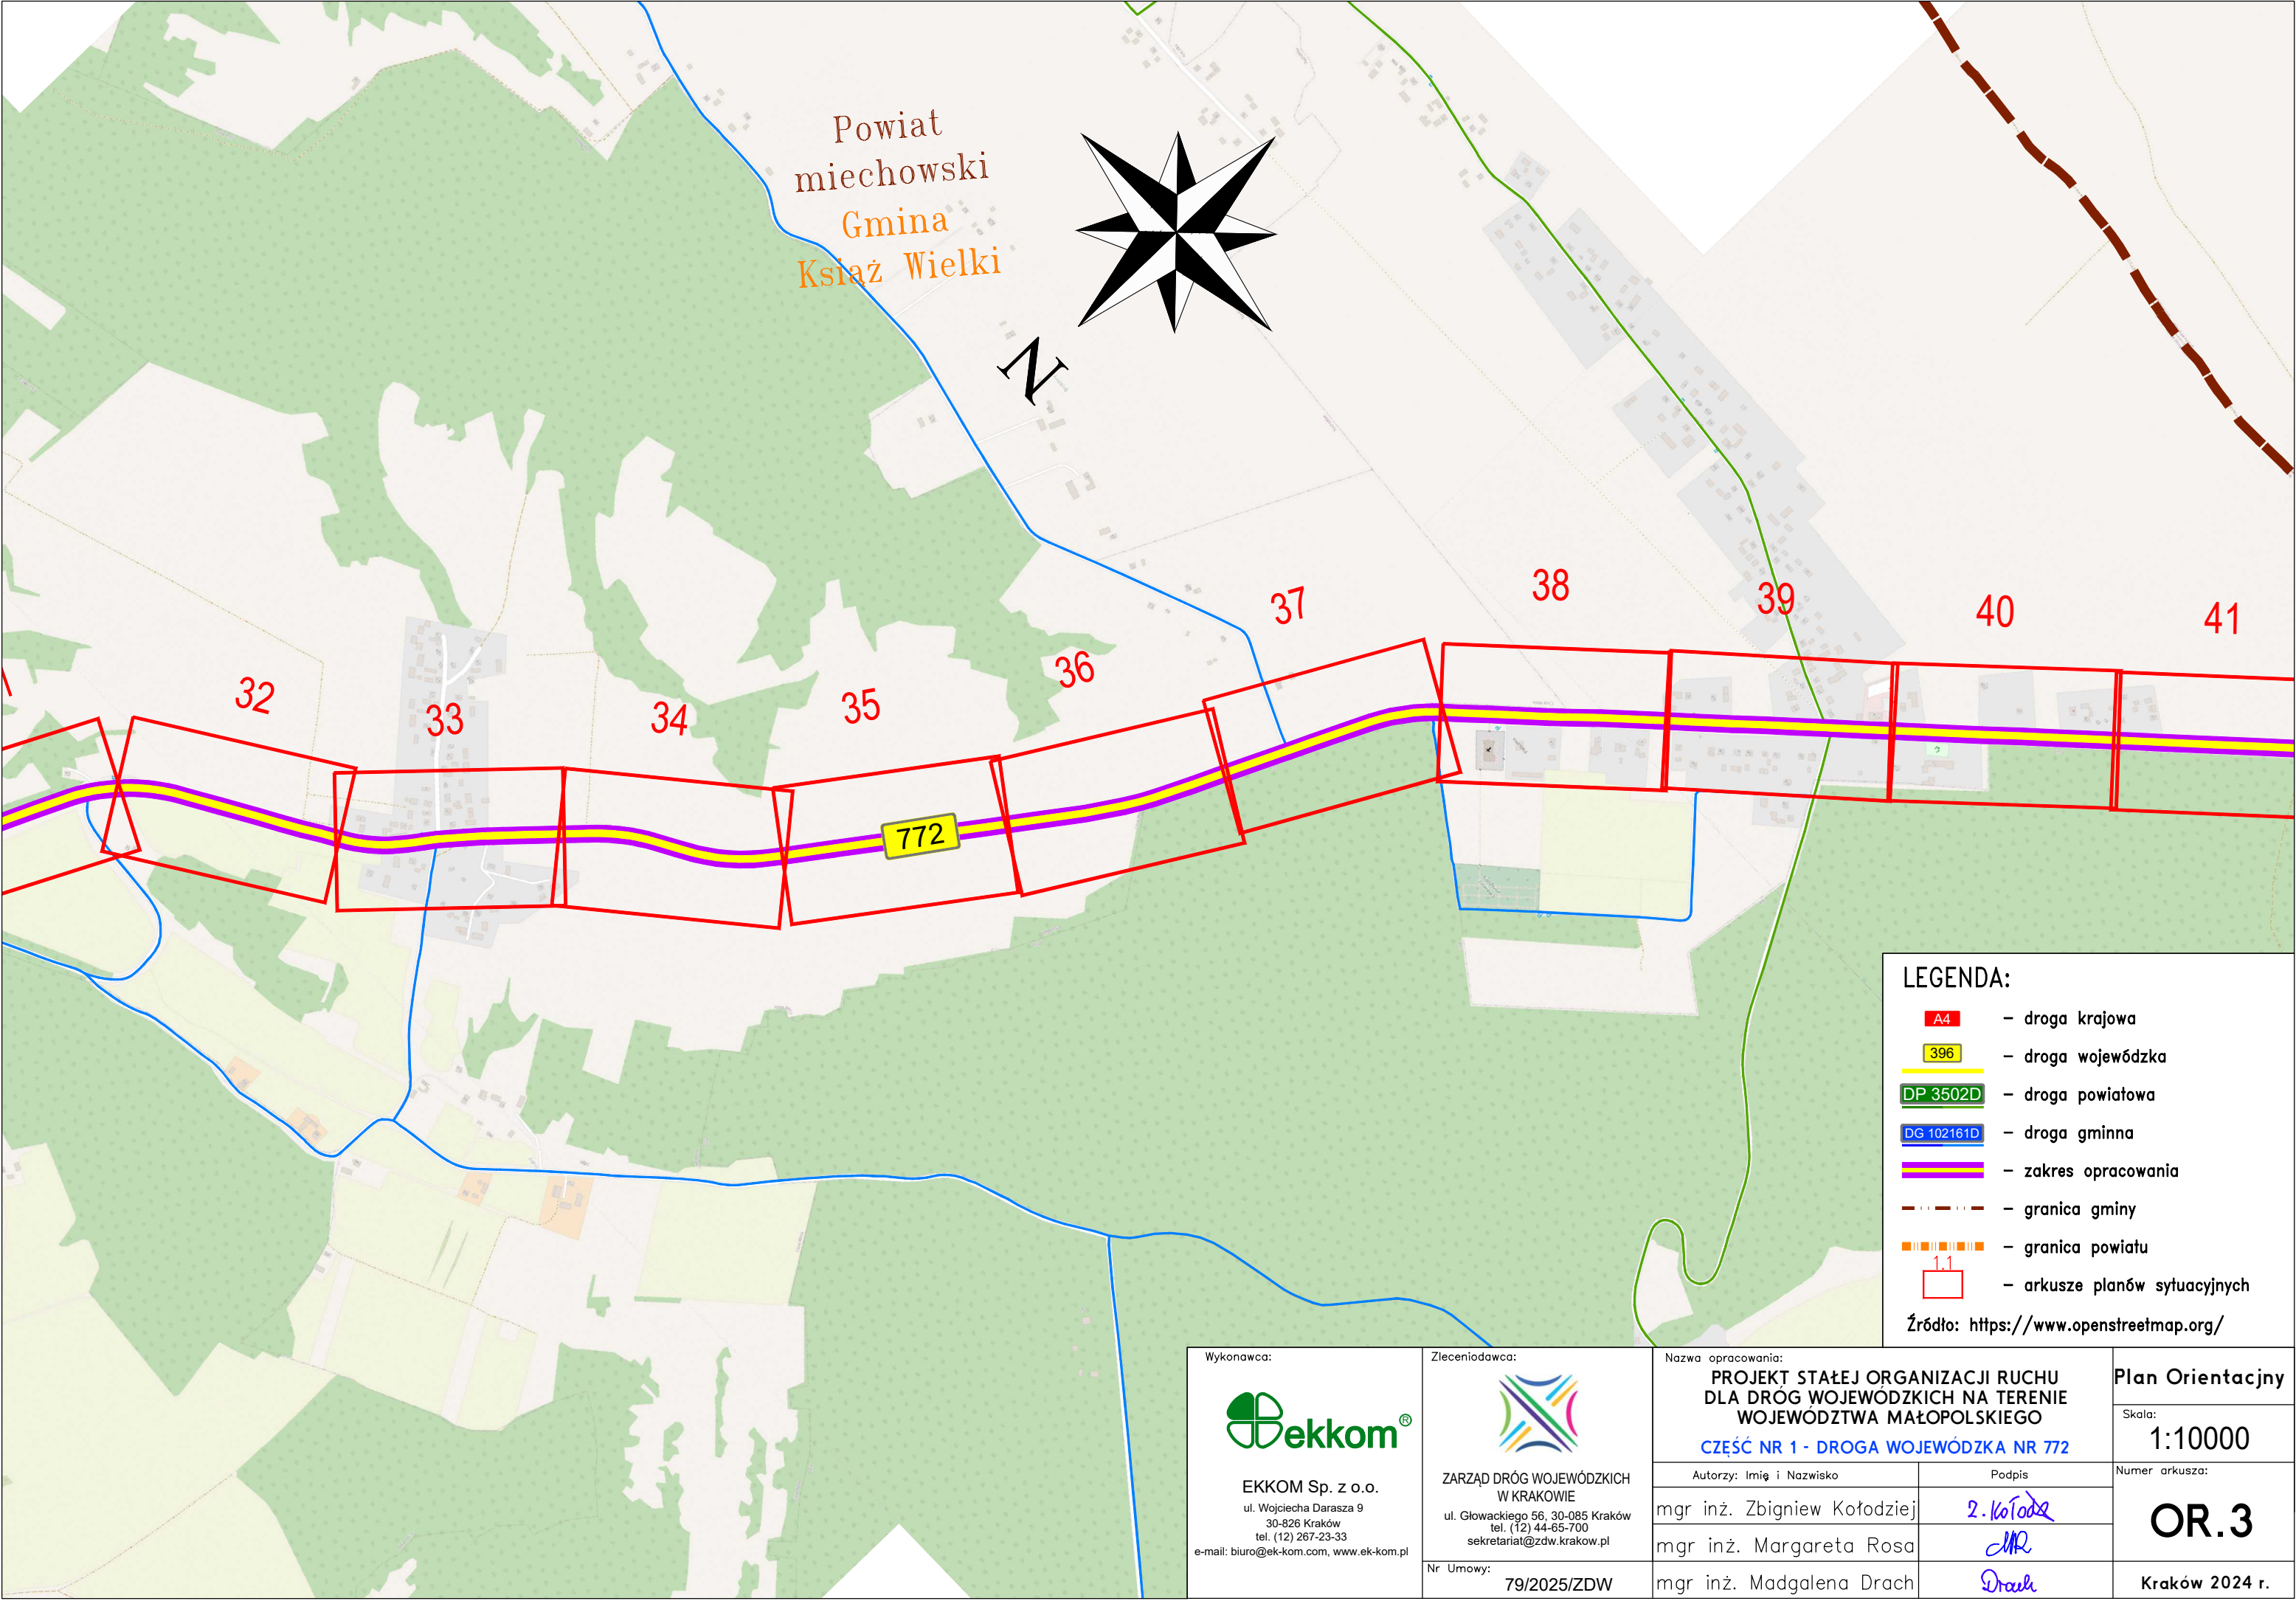 Powiat
miechowski
Gmina
Książ Wielki
N
32
33
34
35
36
37
38
39
40
41
772
LEGENDA:
A4 – droga krajowa
396 – droga wojewódzka
DP 3502D – droga powiatowa
DG 102161D – droga gminna
– zakres opracowania
– granica gminy
– granica powiatu
1.1 – arkusze planów sytuacyjnych
Źródło: https://www.openstreetmap.org/
Wykonawca:
ekkom®
EKKOM Sp. z o.o.
ul. Wojciecha Darasza 9
30-826 Kraków
tel. (12) 267-23-33
e-mail: biuro@ek-kom.com, www.ek-kom.pl
Zleceniodawca:
ZARZĄD DRÓG WOJEWÓDZKICH
W KRAKOWIE
ul. Głowackiego 56, 30-085 Kraków
tel. (12) 44-65-700
sekretariat@zdw.krakow.pl
Nr Umowy:
79/2025/ZDW
Nazwa opracowania:
PROJEKT STAŁEJ ORGANIZACJI RUCHU
DLA DRÓG WOJEWÓDZKICH NA TERENIE
WOJEWÓDZTWA MAŁOPOLSKIEGO
CZĘŚĆ NR 1 - DROGA WOJEWÓDZKA NR 772
Autorzy: Imię i Nazwisko
Podpis
mgr inż. Zbigniew Kołodziej
mgr inż. Margareta Rosa
MR
mgr inż. Madgalena Drach
Drach
Plan Orientacjny
Skala:
1:10000
Numer arkusza:
OR.3
Kraków 2024 r.